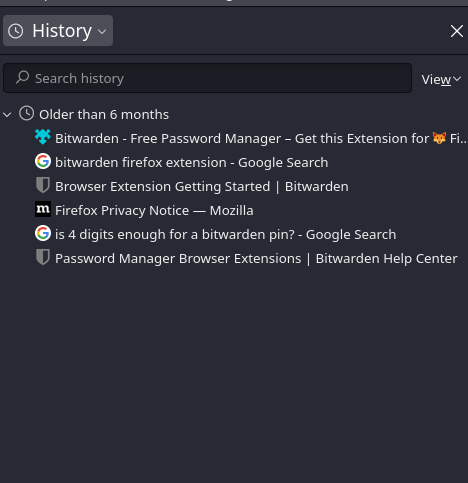 History
Search history
View
Older than 6 months
Bitwarden - Free Password Manager – Get this Extension for 🦊 Fi...
bitwarden firefox extension - Google Search
Browser Extension Getting Started | Bitwarden
m Firefox Privacy Notice — Mozilla
is 4 digits enough for a bitwarden pin? - Google Search
Password Manager Browser Extensions | Bitwarden Help Center